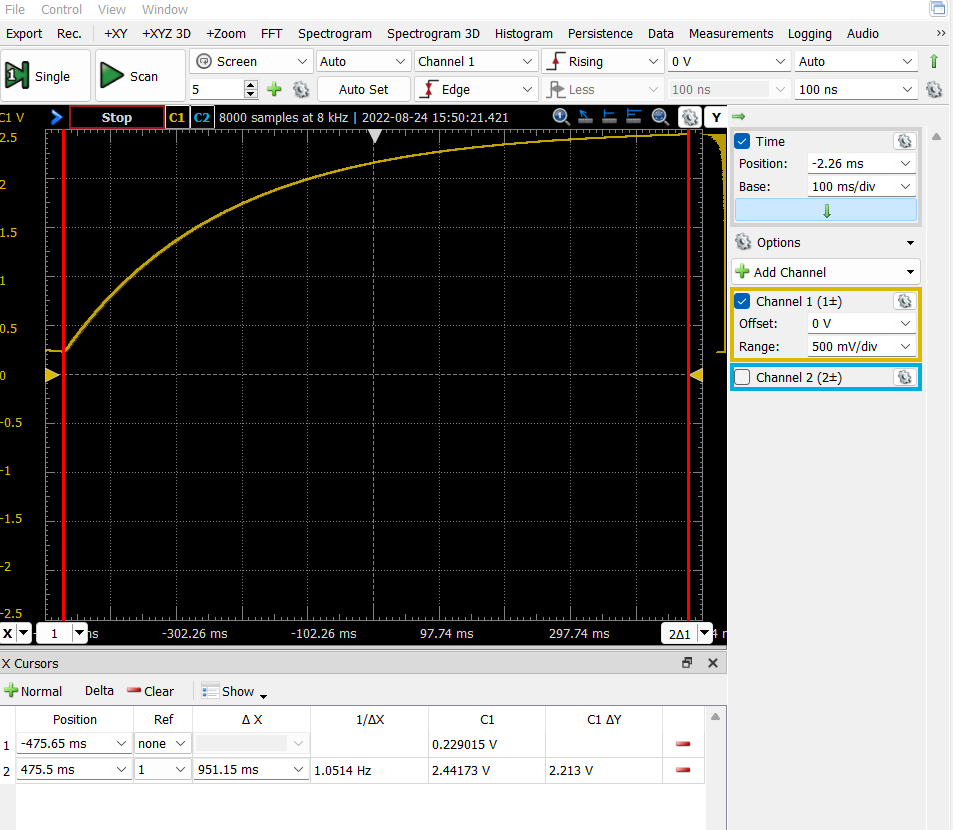 File Control View Window
Export Rec. +XY +XYZ 3D +Zoom FFT Spectrogram Spectrogram 3D Histogram Persistence Data Measurements Logging Audio »
1 Single Scan Screen Auto Channel 1 Rising 0 V Auto
5 Auto Set Edge Less 100 ns 100 ns
C1 V Stop C1 C2 8000 samples at 8 kHz | 2022-08-24 15:50:21.421 Y
2.5
2
1.5
1
0.5
0
-0.5
-1
-1.5
-2
-2.5
X 1 ms -302.26 ms -102.26 ms 97.74 ms 297.74 ms 2Δ1
Time
Position: -2.26 ms
Base: 100 ms/div
Options
Add Channel
Channel 1 (1±)
Offset: 0 V
Range: 500 mV/div
Channel 2 (2±)
X Cursors
Normal Delta Clear Show
Position Ref Δ X 1/ΔX C1 C1 ΔY
1 -475.65 ms none 0.229015 V
2 475.5 ms 1 951.15 ms 1.0514 Hz 2.44173 V 2.213 V